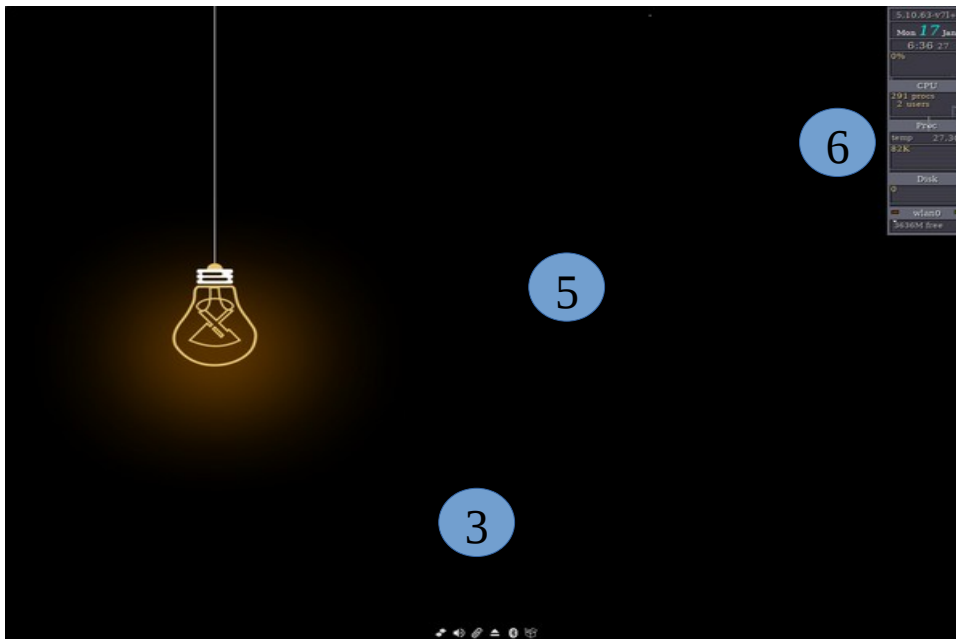 5.10.63-v7l+
Mon 17 Jan
6:36 27
0%
CPU
291 procs
2 users
Proc
temp 27.3
82K
Disk
0
wlan0
3636M free
6
5
3